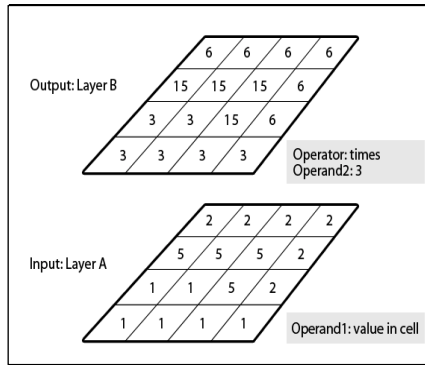 6 6 6 6
Output: Layer B
15 15 15 6
3 3 15 6
3 3 3 3
Operator: times
Operand2: 3
2 2 2 2
5 5 5 2
Input: Layer A
1 1 5 2
1 1 1 1
Operand1: value in cell